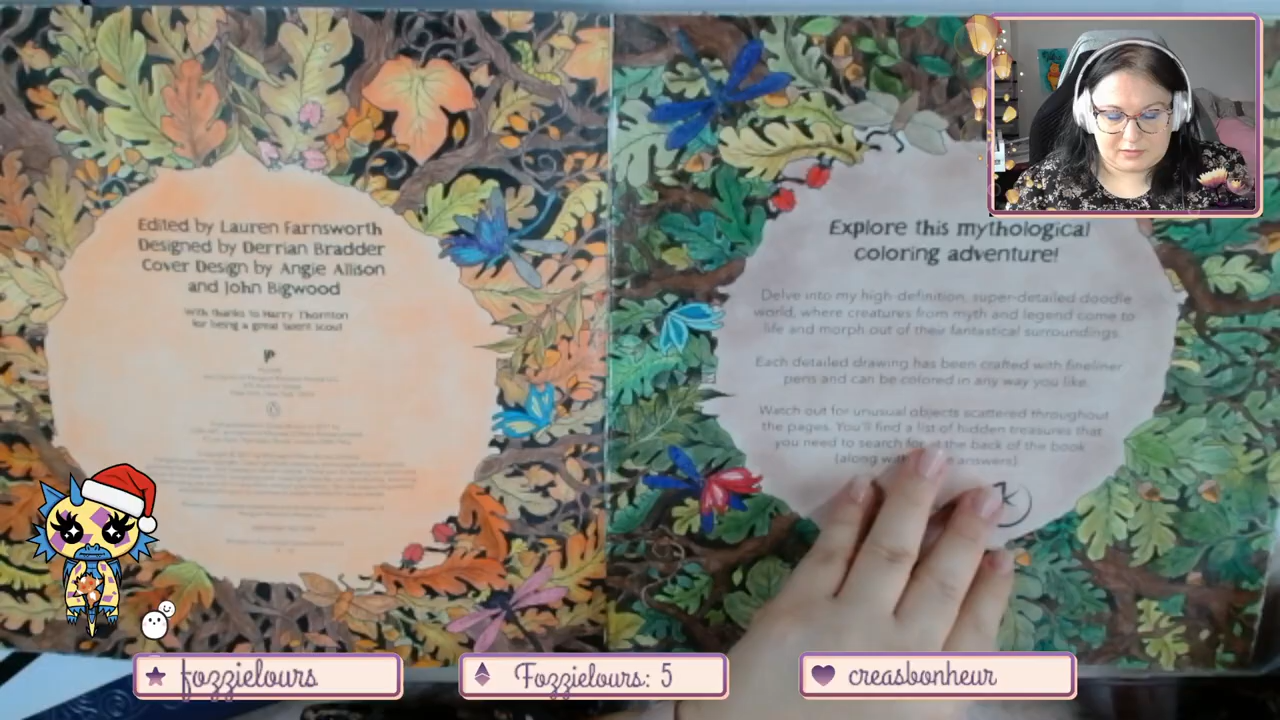 Edited by Lauren Farnsworth
Designed by Derrian Bradder
Cover Design by Angie Allison
and John Bigwood
With thanks to Harry Thornton
for being a great talent scout
Explore this mythological
coloring adventure!
Delve into my high-definition, super-detailed doodle
world, where creatures from myth and legend come to
life and morph out of their fantastical surroundings.
Each detailed drawing has been crafted with fineliner
pens and can be colored in any way you like.
Watch out for unusual objects scattered throughout
the pages. You'll find a list of hidden treasures that
you need to search for at the back of the book
(along with answers).
fozzielours
Fozzielours: 5
creasbonheur